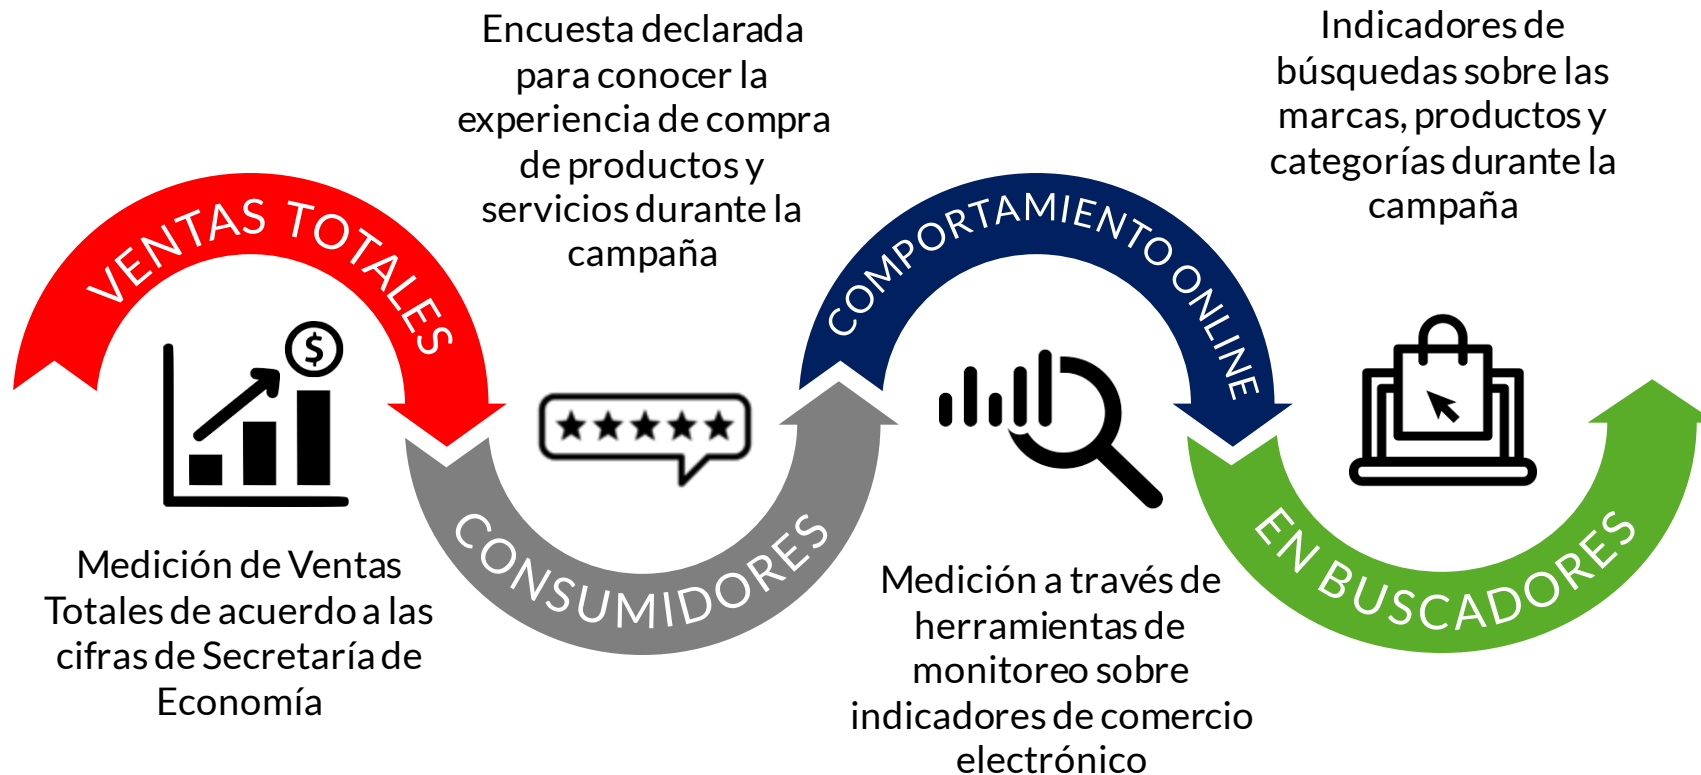 VENTAS TOTALES
$
Medición de Ventas
Totales de acuerdo a las
cifras de Secretaría de
Economía
Encuesta declarada
para conocer la
experiencia de compra
de productos y
servicios durante la
campaña
CONSUMIDORES
COMPORTAMIENTO ONLINE
Medición a través de
herramientas de
monitoreo sobre
indicadores de comercio
electrónico
Indicadores de
búsquedas sobre las
marcas, productos y
categorías durante la
campaña
EN BUSCADORES